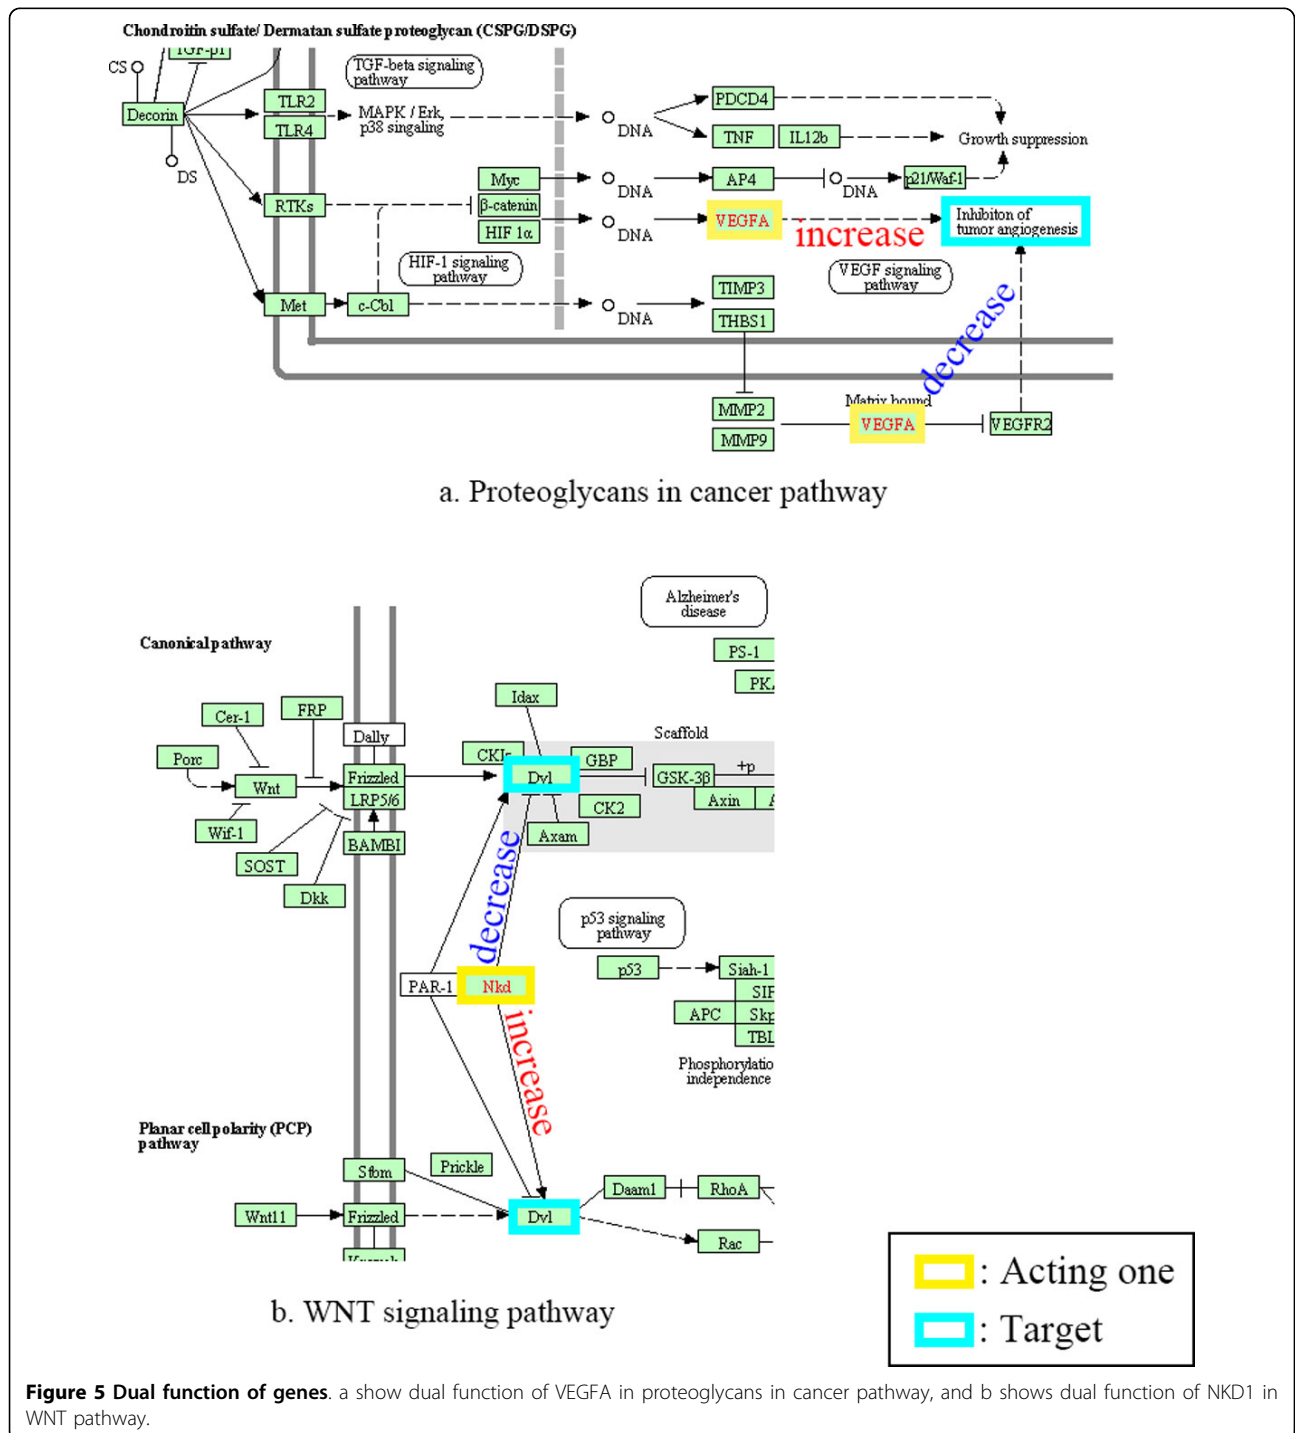 Chondroitin sulfate/ Dermatan sulfate proteoglycan (CSPG/DSPG)
TGF-β1
CS
TGF-beta signaling
pathway
Decorin
TLR2
TLR4
MAPK / Erk,
p38 singaling
DNA
PDCD4
TNF
IL12b
Growth suppression
DS
Myc
DNA
AP4
DNA
p21/Waf-1
RTKs
β-catenin
HIF 1α
DNA
VEGFA
increase
Inhibiton of
tumor angiogenesis
HIF-1 signaling
pathway
VEGF signaling
pathway
Met
c-Cbl
DNA
TIMP3
THBS1
decrease
Matrix bound
MMP2
MMP9
VEGFA
VEGFR2
a. Proteoglycans in cancer pathway
Alzheimer's
disease
Canonical pathway
PS-1
Idax
Cer-1
FRP
Dally
Scaffold
Porc
Wnt
Frizzled
LRP5/6
Dvl
GBP
GSK-3β
+p
CK2
Axin
Wif-1
BAMBI
Axam
SOST
Dkk
decrease
p53 signaling
pathway
p53
Siah-1
PAR-1
Nkd
APC
increase
independence
Planar cell polarity (PCP)
pathway
Stbm
Prickle
Daam1
RhoA
Wnt11
Frizzled
Dvl
Rac
: Acting one
: Target
b. WNT signaling pathway
Figure 5 Dual function of genes. a show dual function of VEGFA in proteoglycans in cancer pathway, and b shows dual function of NKD1 in
WNT pathway.